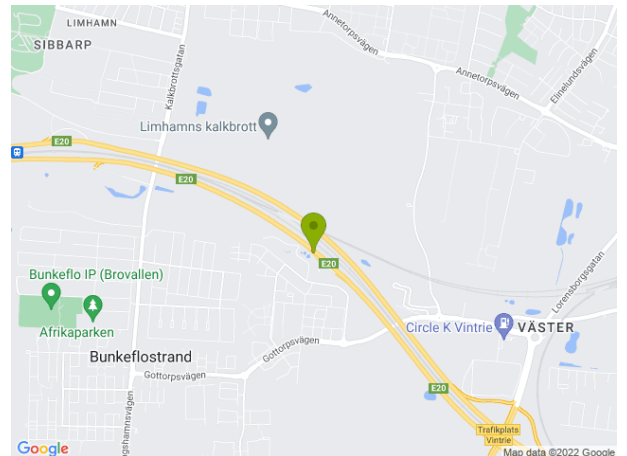 LIMHAMN
SIBBARP
Kalkbrottsgatan
Annetorpsvägen
Annetorpsvägen
Elinelundsvägen
Limhamns kalkbrott
E20
E20
E20
Lorensborgsgatan
Bunkeflo IP (Brovallen)
Afrikaparken
Circle K Vintrie
VÄSTER
Bunkeflostrand
Gottorpsvägen
Gottorpsvägen
E20
Trafikplats
Vintrie
Google
Map data ©2022 Google